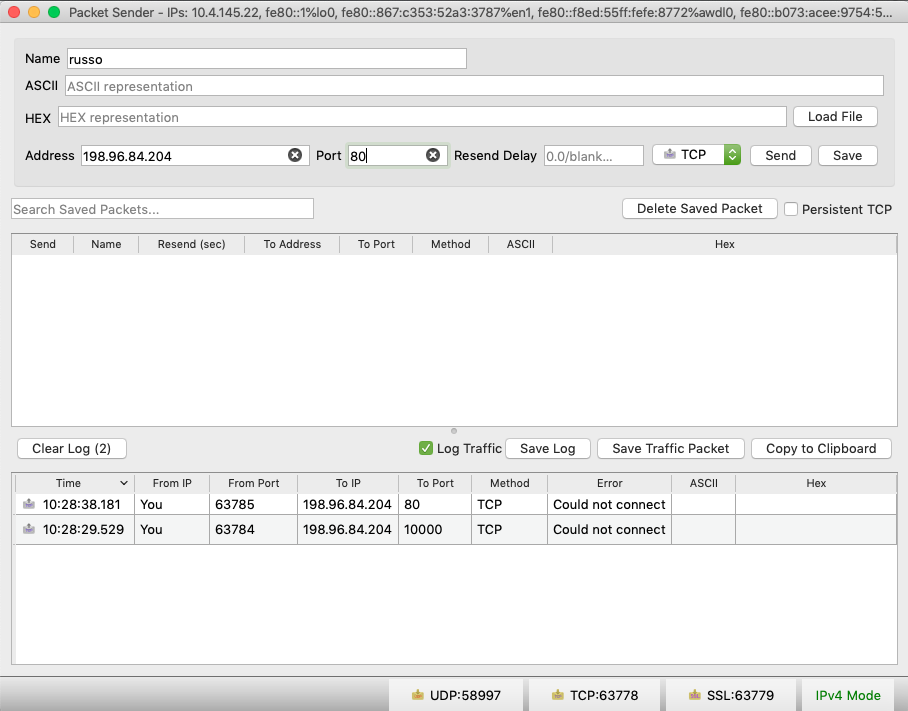 Packet Sender - IPs: 10.4.145.22, fe80::1%lo0, fe80::867:c353:52a3:3787%en1, fe80::f8ed:55ff:fefe:8772%awdl0, fe80::b073:acee:9754:5...
Name russo
ASCII ASCII representation
HEX HEX representation Load File
Address 198.96.84.204 Port 80 Resend Delay 0.0/blank... TCP Send Save
Search Saved Packets... Delete Saved Packet Persistent TCP
Send Name Resend (sec) To Address To Port Method ASCII Hex
Clear Log (2) Log Traffic Save Log Save Traffic Packet Copy to Clipboard
Time From IP From Port To IP To Port Method Error ASCII Hex
10:28:38.181 You 63785 198.96.84.204 80 TCP Could not connect
10:28:29.529 You 63784 198.96.84.204 10000 TCP Could not connect
UDP:58997 TCP:63778 SSL:63779 IPv4 Mode